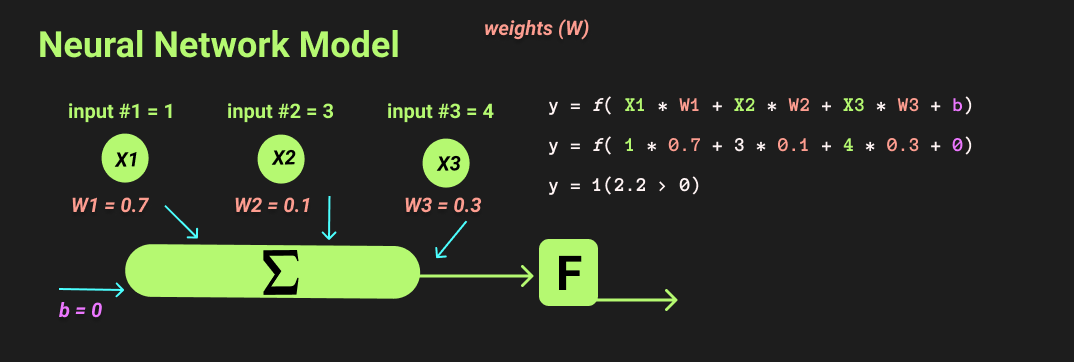 Neural Network Model
weights (W)
input #1 = 1
input #2 = 3
input #3 = 4
X1
X2
X3
W1 = 0.7
W2 = 0.1
W3 = 0.3
Σ
b = 0
F
y = f( X1 * W1 + X2 * W2 + X3 * W3 + b)
y = f( 1 * 0.7 + 3 * 0.1 + 4 * 0.3 + 0)
y = 1(2.2 > 0)